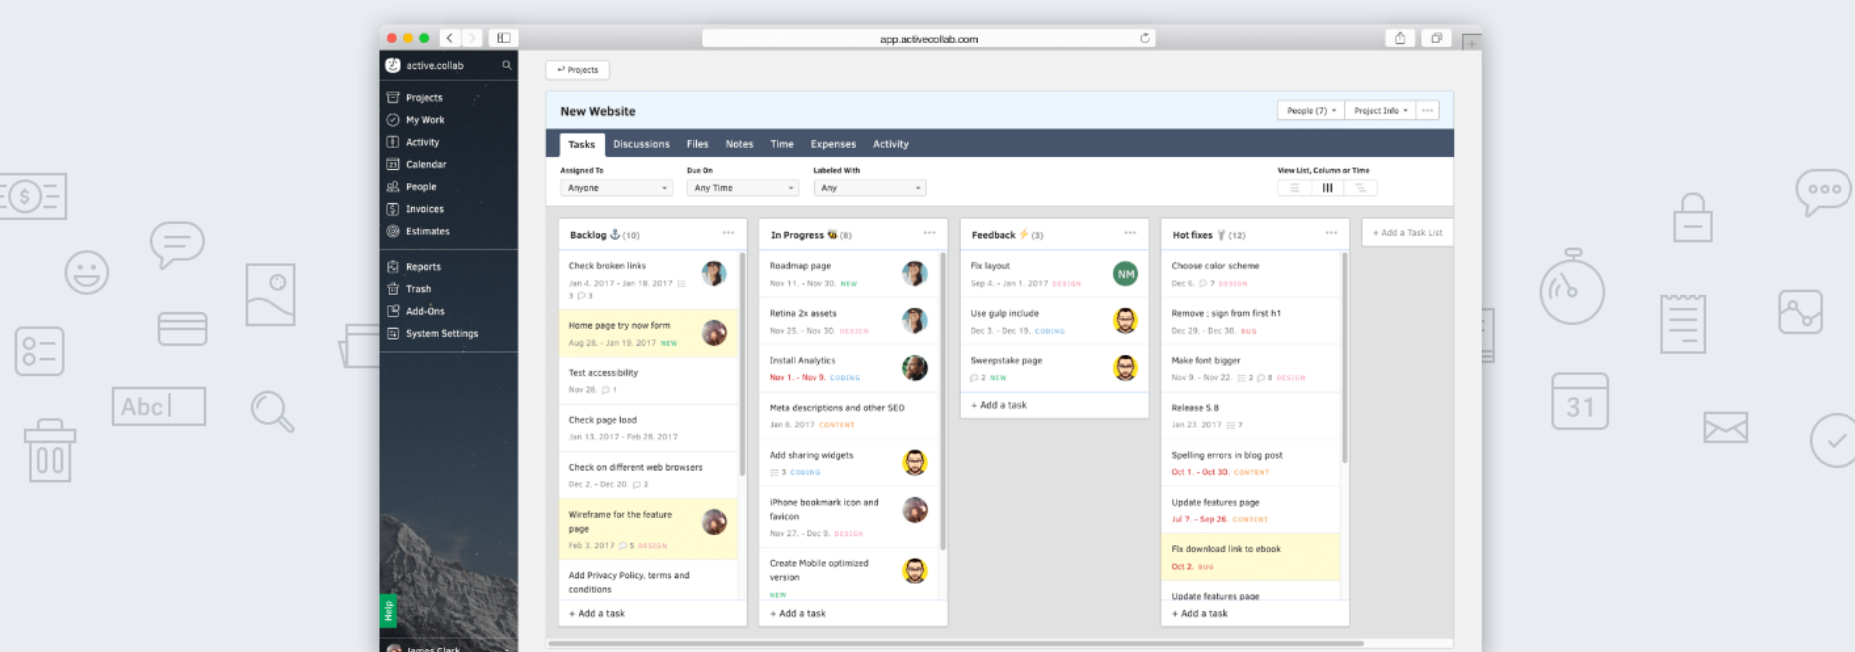 app.activecollab.com
active.collab
Projects
My Work
Activity
23 Calendar
People
Invoices
Estimates
Reports
Trash
Add-Ons
System Settings
Help
James Clark
Projects
New Website
People (7)
Project Info
Tasks Discussions Files Notes Time Expenses Activity
Assigned To Due On Labeled With View List, Column or Time
Anyone Any Time Any
Backlog (10)
Check broken links
Jan 4. 2017 - Jan 18. 2017
3 3
Home page try now form
Aug 28. - Jan 19. 2017 NEW
Test accessibility
Nov 28. 1
Check page load
Jan 13. 2017 - Feb 28. 2017
Check on different web browsers
Dec 2. - Dec 20. 2
Wireframe for the feature
page
Feb 3. 2017 5 DESIGN
Add Privacy Policy, terms and
conditions
+ Add a task
In Progress (8)
Roadmap page
Nov 11. - Nov 30. NEW
Retina 2x assets
Nov 25. - Nov 30. DESIGN
Install Analytics
Nov 1. - Nov 9. CODING
Meta descriptions and other SEO
Jan 8. 2017 CONTENT
Add sharing widgets
3 CODING
iPhone bookmark icon and
favicon
Nov 27. - Dec 9. DESIGN
Create Mobile optimized
version
NEW
+ Add a task
Feedback (3)
Fix layout
Sep 4. - Jan 1. 2017 DESIGN
NM
Use gulp include
Dec 3. - Dec 19. CODING
Sweepstake page
2 NEW
+ Add a task
Hot fixes (12)
Choose color scheme
Dec 6. 7 DESIGN
Remove ; sign from first h1
Dec 29. - Dec 30. BUG
Make font bigger
Nov 9. - Nov 22. 2 8 DESIGN
Release 5.8
Jan 23. 2017 7
Spelling errors in blog post
Oct 1. - Oct 30. CONTENT
Update features page
Jul 7. - Sep 26. CONTENT
Fix download link to ebook
Oct 2. BUG
Update features page
+ Add a task
+ Add a Task List
Abc
31